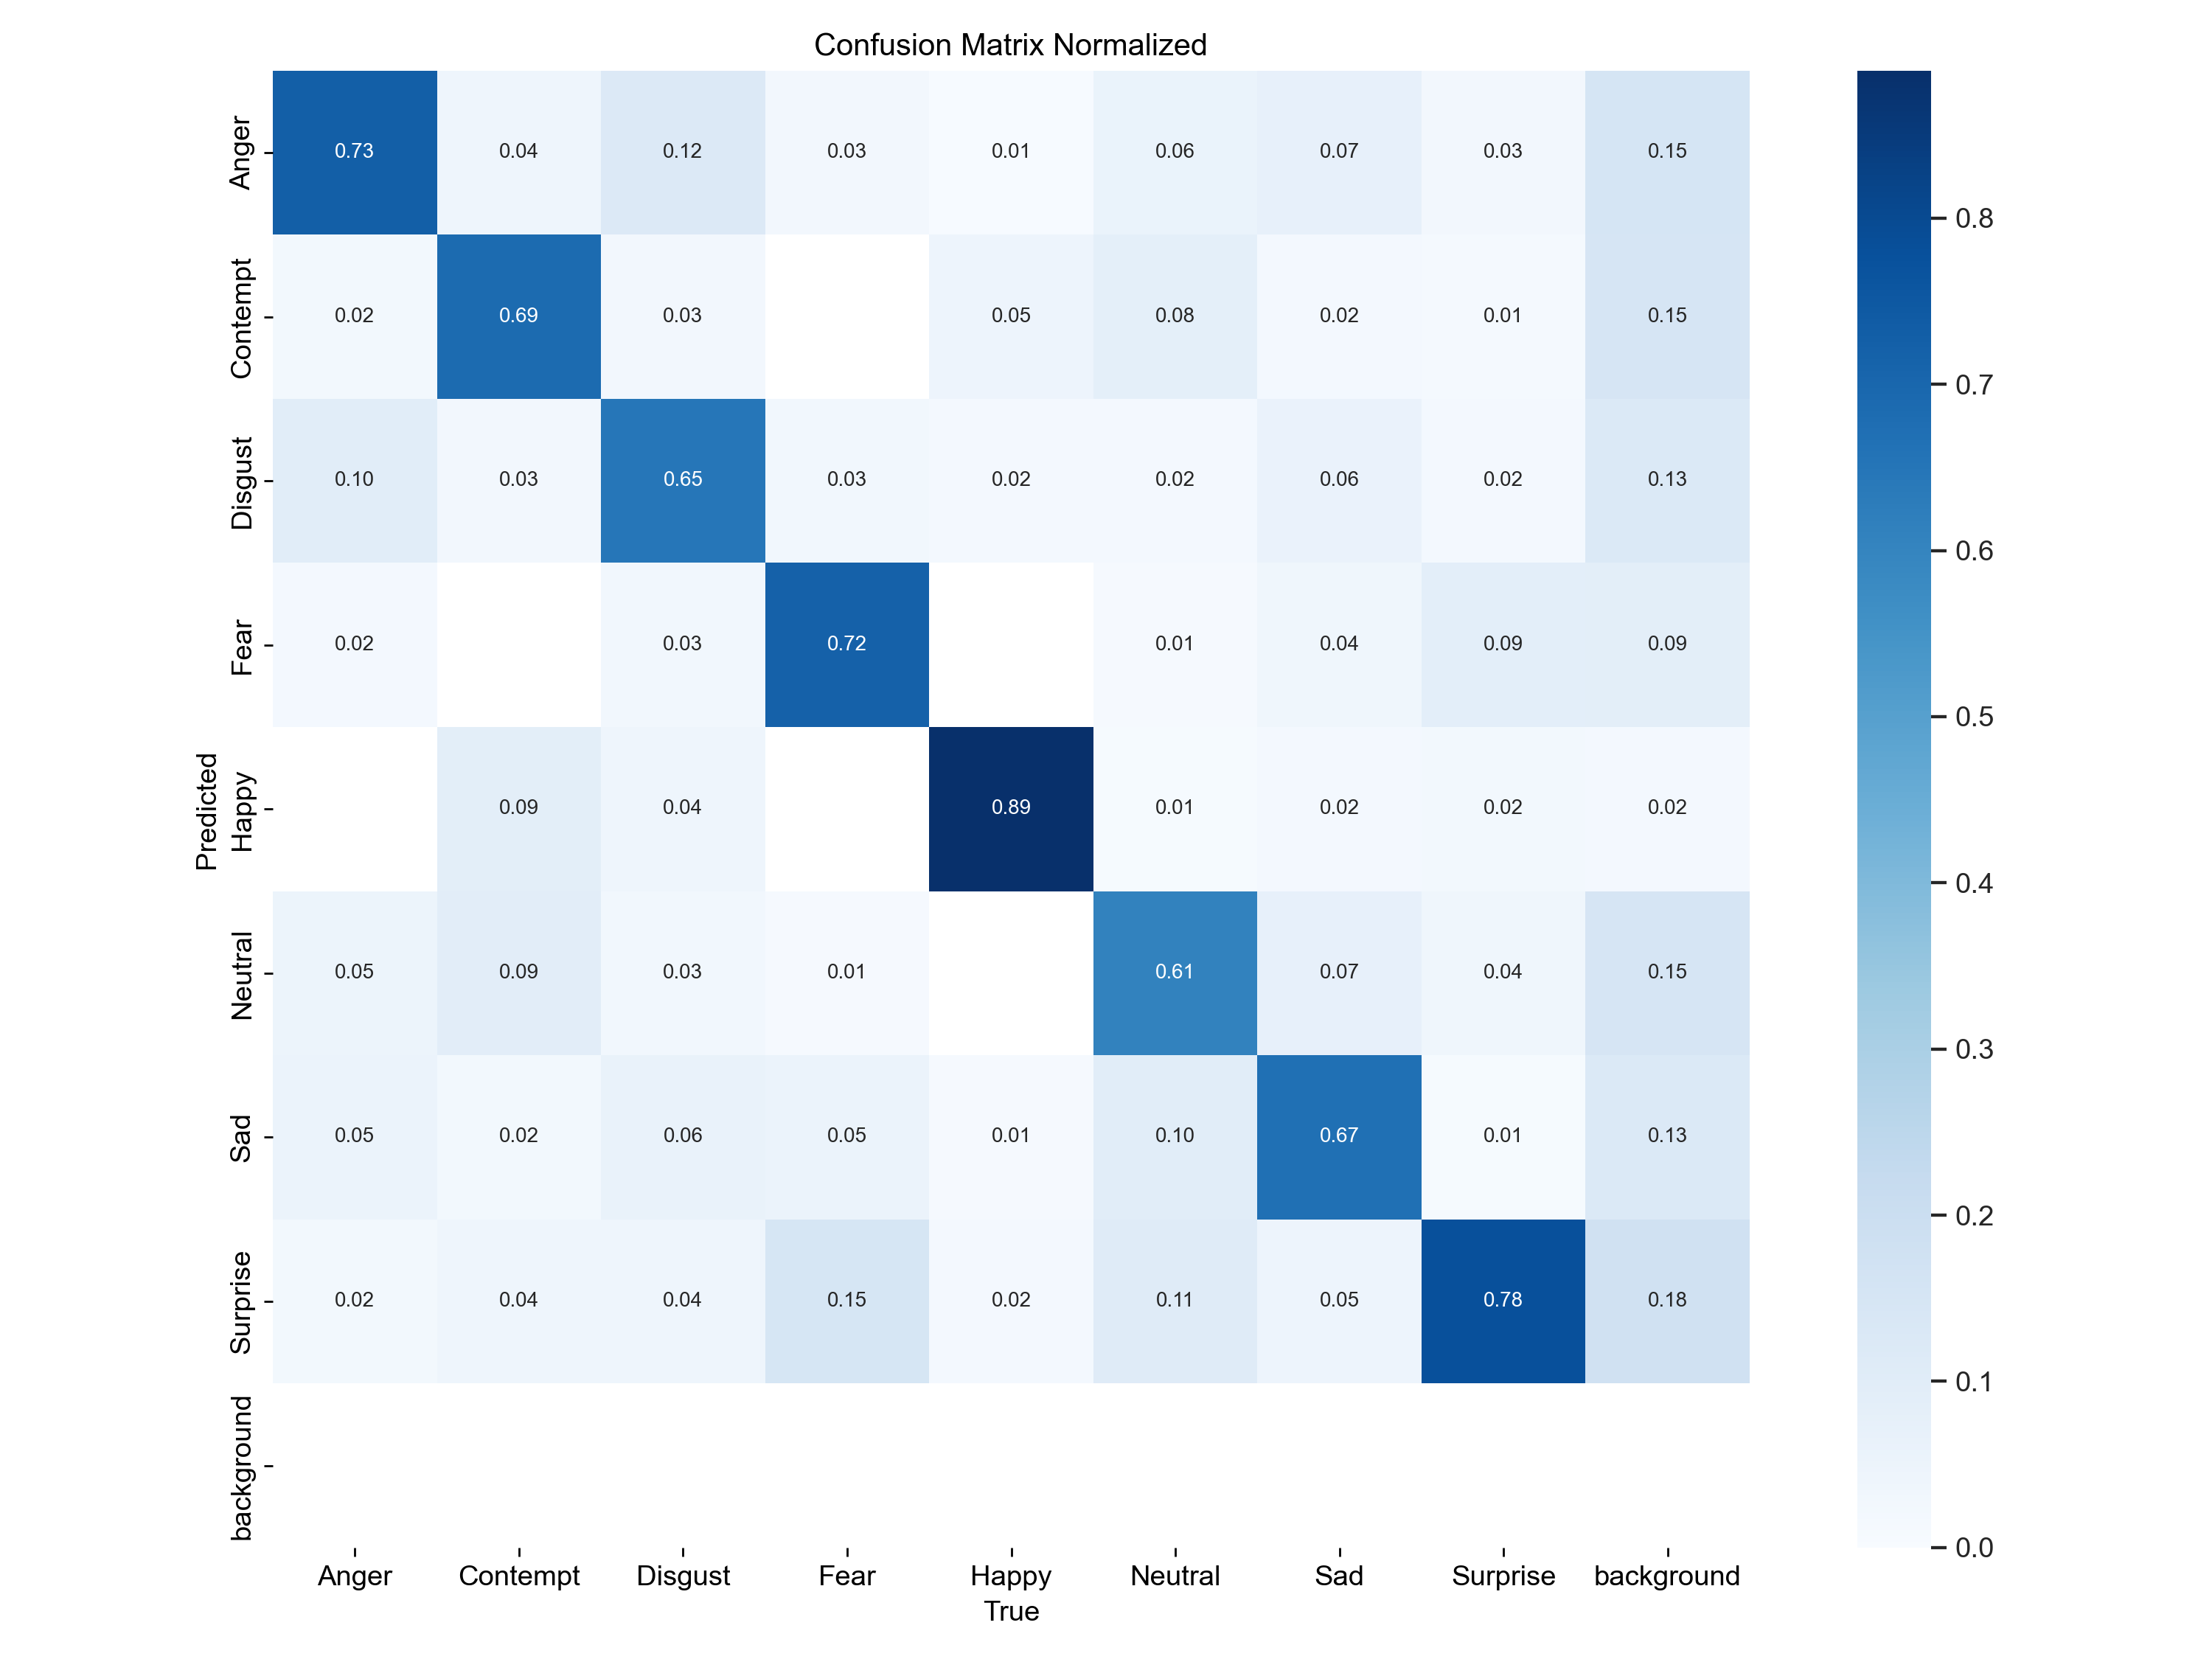 Confusion Matrix Normalized
Anger 0.73 0.04 0.12 0.03 0.01 0.06 0.07 0.03 0.15
Contempt 0.02 0.69 0.03 0.05 0.08 0.02 0.01 0.15
Disgust 0.10 0.03 0.65 0.03 0.02 0.02 0.06 0.02 0.13
Fear 0.02 0.03 0.72 0.01 0.04 0.09 0.09
Predicted
Happy 0.09 0.04 0.89 0.01 0.02 0.02 0.02
Neutral 0.05 0.09 0.03 0.01 0.61 0.07 0.04 0.15
Sad 0.05 0.02 0.06 0.05 0.01 0.10 0.67 0.01 0.13
Surprise 0.02 0.04 0.04 0.15 0.02 0.11 0.05 0.78 0.18
background
Anger Contempt Disgust Fear Happy Neutral Sad Surprise background
True
0.8
0.7
0.6
0.5
0.4
0.3
0.2
0.1
0.0